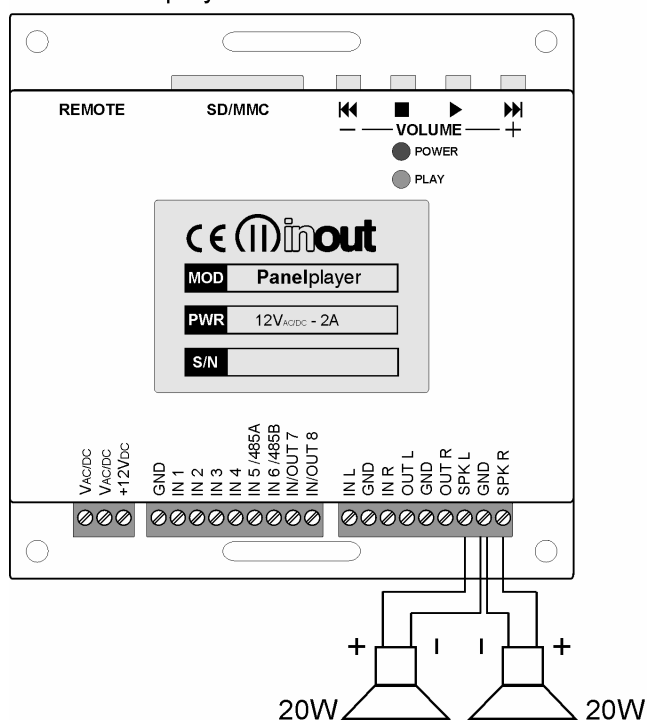 REMOTE SD/MMC
− VOLUME +
POWER
PLAY
CE inout
MOD Panelplayer
PWR 12VAC/DC - 2A
S/N
VAC/DC
VAC/DC
+12VDC
GND
IN 1
IN 2
IN 3
IN 4
IN 5 /485A
IN 6 /485B
IN/OUT 7
IN/OUT 8
IN L
GND
IN R
OUT L
GND
OUT R
SPK L
GND
SPK R
+ − − +
20W 20W